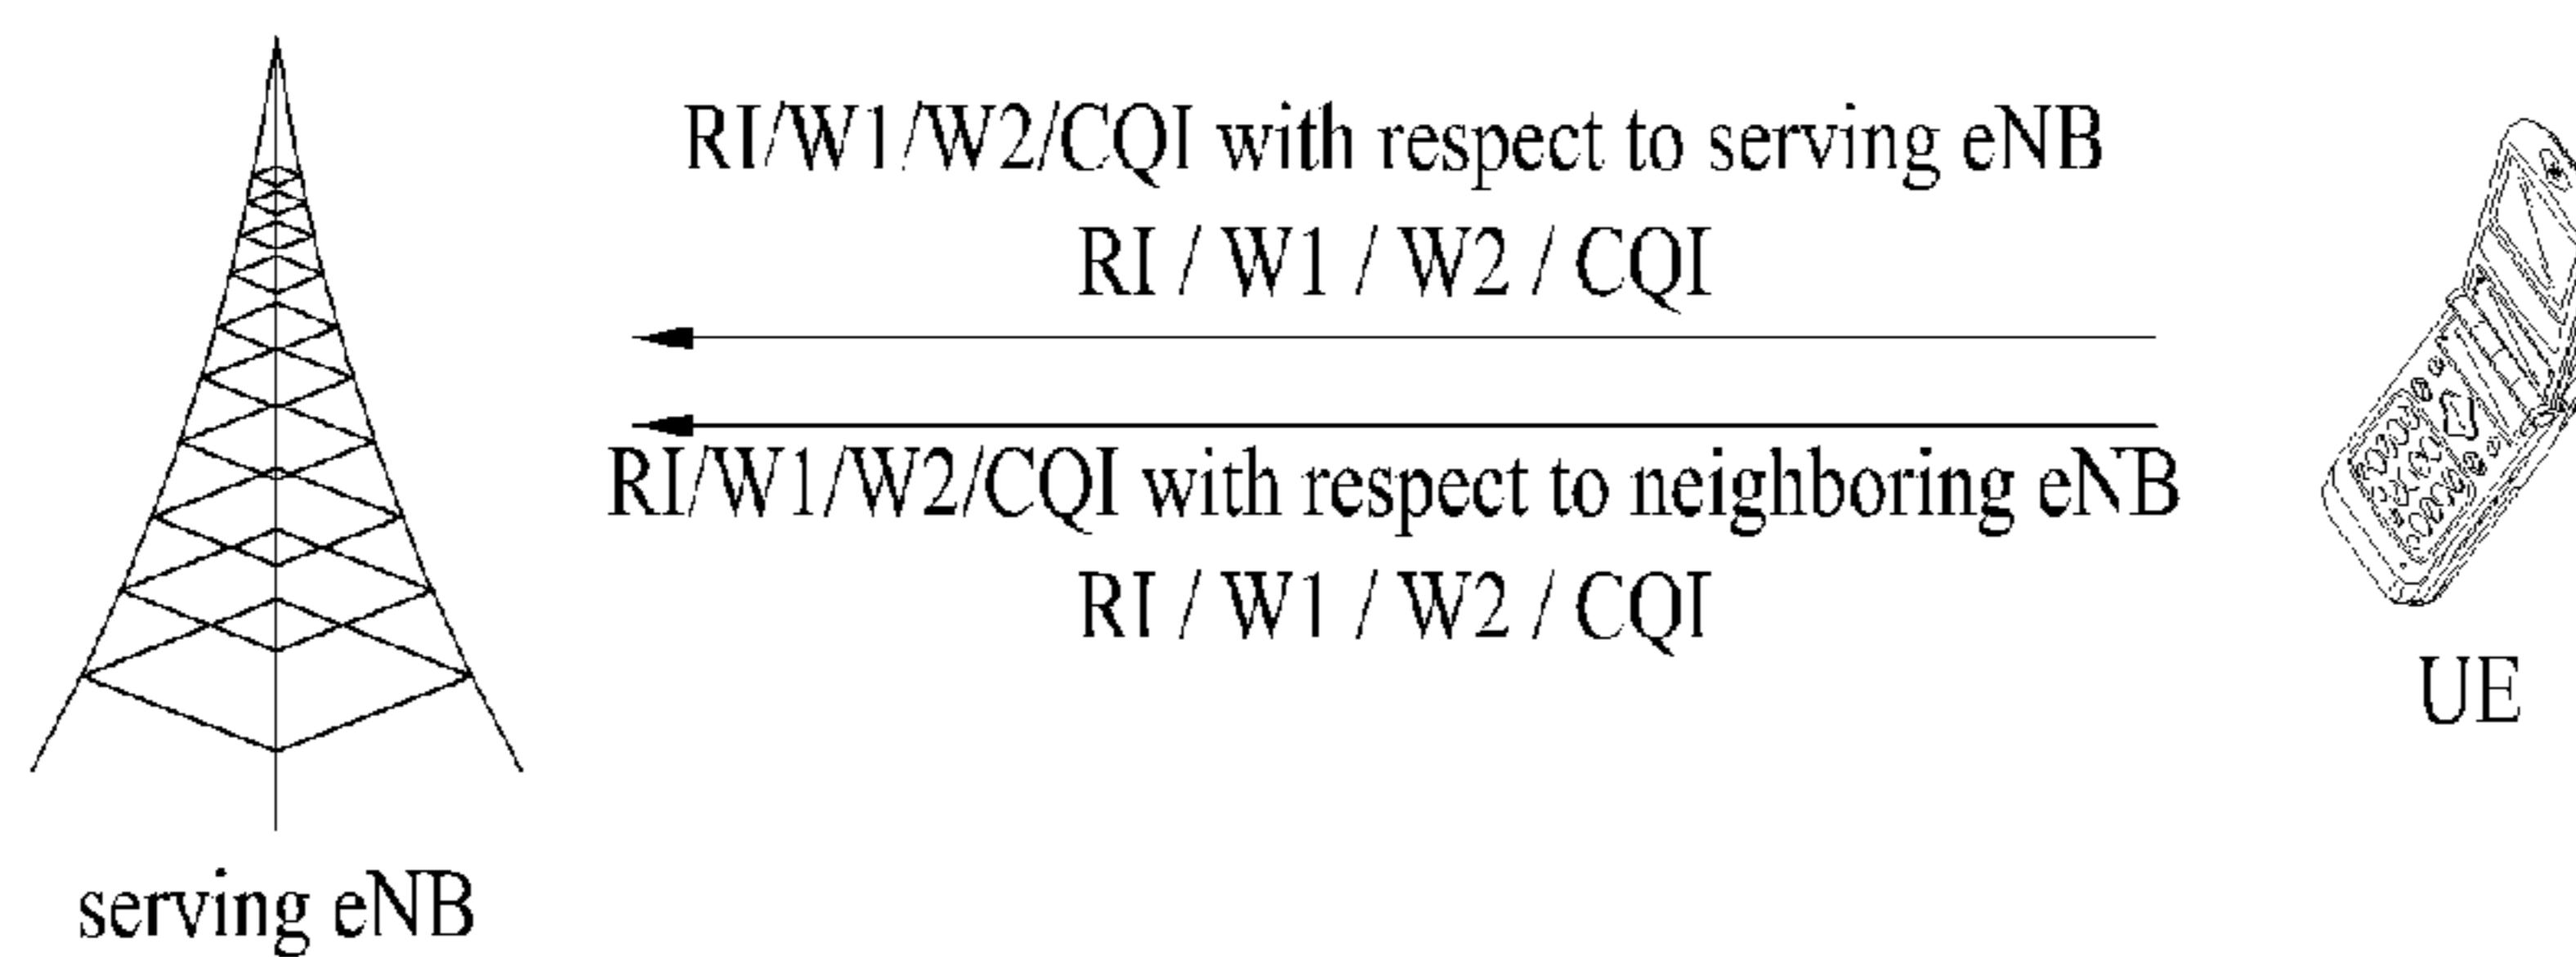 RI/W1/W2/CQI with respect to serving eNB
RI / W1 / W2 / CQI
RI/W1/W2/CQI with respect to neighboring eNB
RI / W1 / W2 / CQI
UE
serving eNB